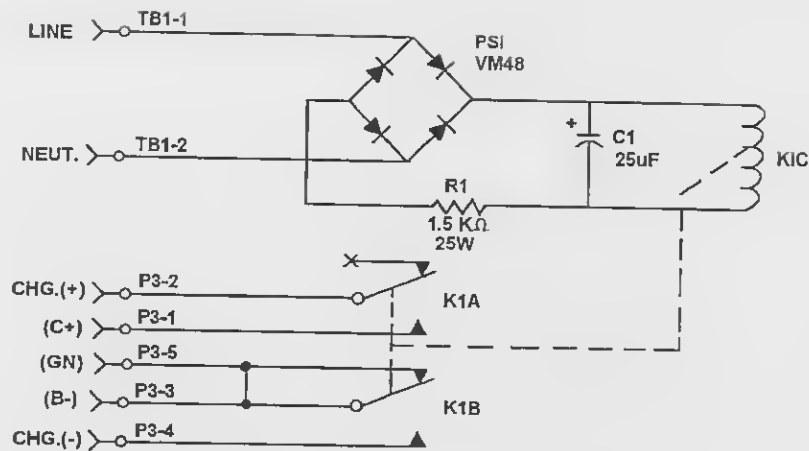 LINE TB1-1
PSI
VM48
NEUT. TB1-2
+
C1
25uF
KIC
R1
1.5 KΩ
25W
CHG.(+) P3-2
K1A
(C+) P3-1
(GN) P3-5
(B-) P3-3
K1B
CHG.(-) P3-4